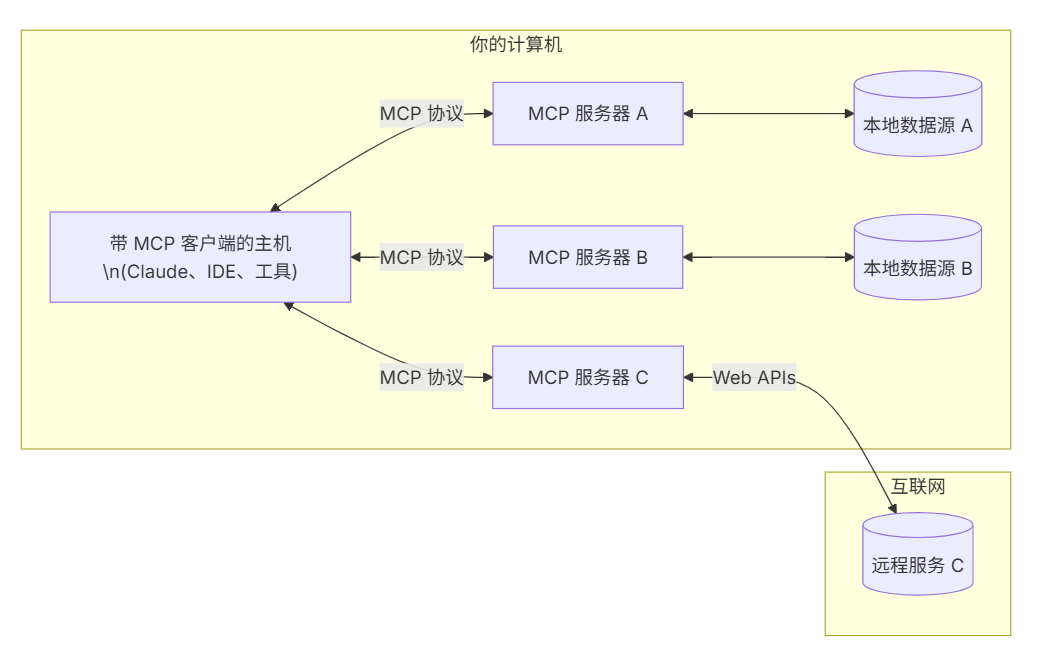 你的计算机
MCP 协议
MCP 服务器 A
本地数据源 A
带 MCP 客户端的主机
\n(Claude、IDE、工具)
MCP 协议
MCP 服务器 B
本地数据源 B
MCP 协议
MCP 服务器 C
Web APIs
互联网
远程服务 C